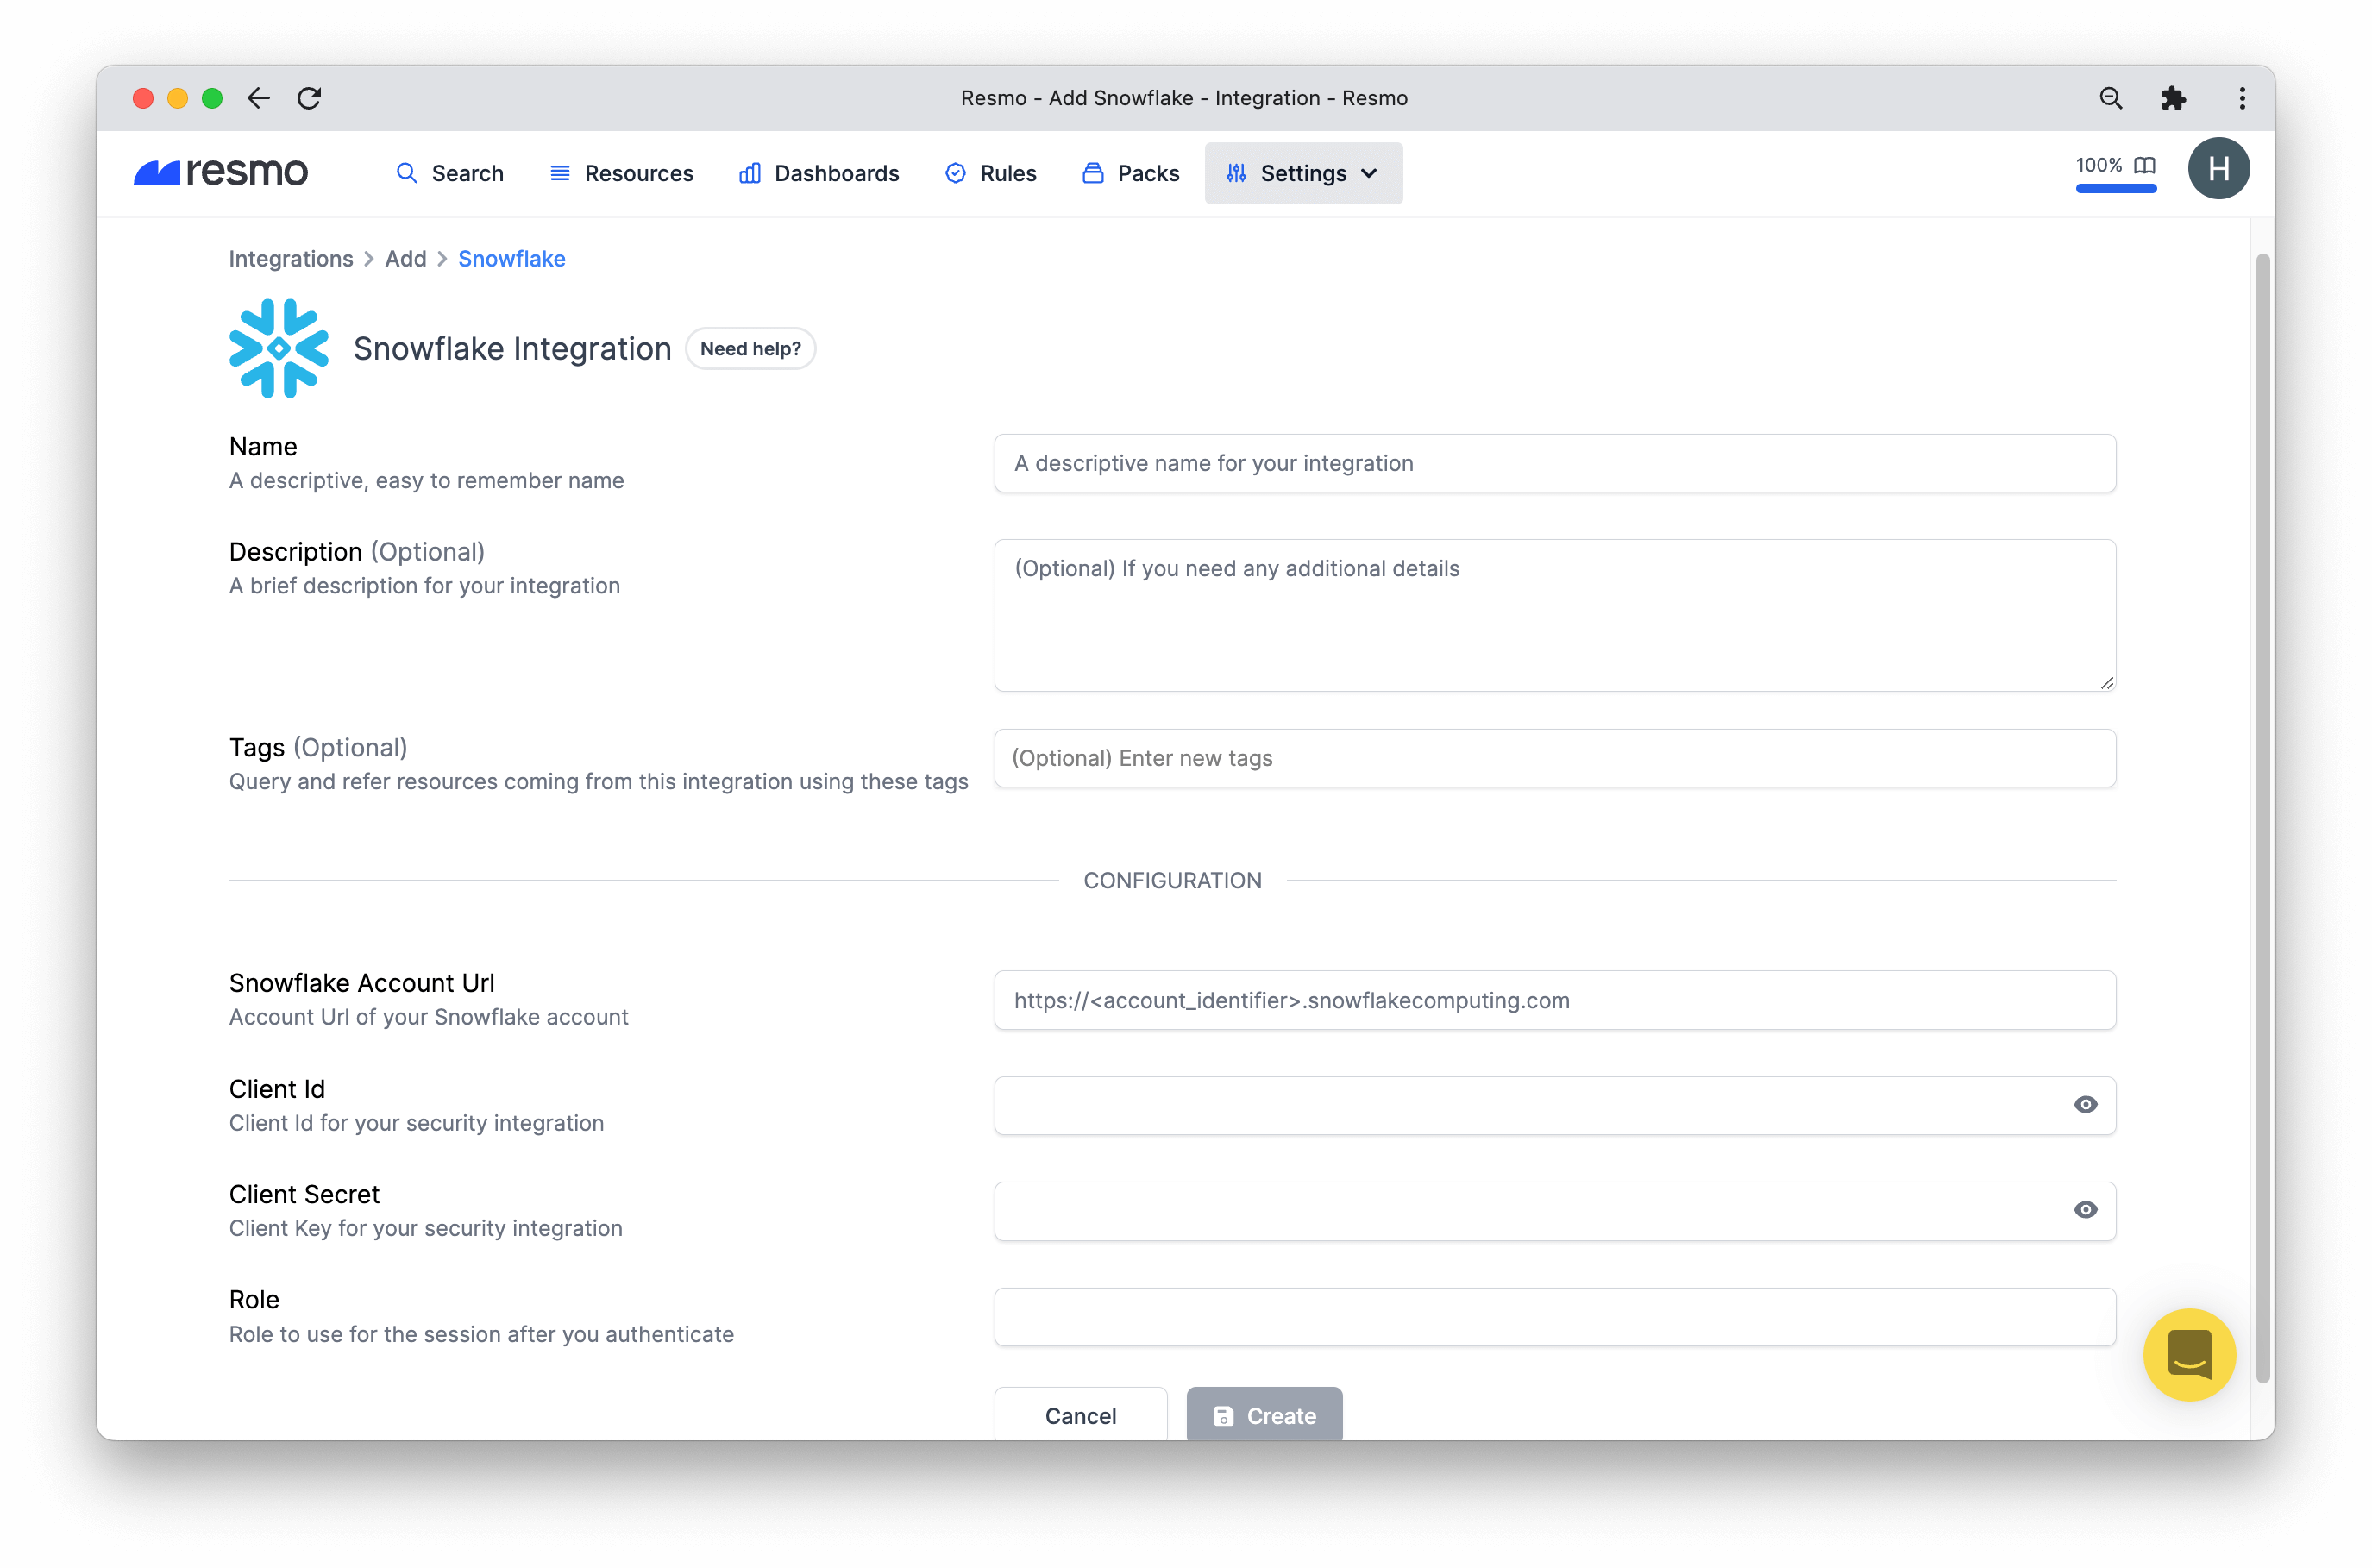 Resmo - Add Snowflake - Integration - Resmo
resmo
Search
Resources
Dashboards
Rules
Packs
Settings
100%
H
Integrations > Add > Snowflake
Snowflake Integration
Need help?
Name
A descriptive, easy to remember name
A descriptive name for your integration
Description (Optional)
A brief description for your integration
(Optional) If you need any additional details
Tags (Optional)
Query and refer resources coming from this integration using these tags
(Optional) Enter new tags
CONFIGURATION
Snowflake Account Url
Account Url of your Snowflake account
https://<account_identifier>.snowflakecomputing.com
Client Id
Client Id for your security integration
Client Secret
Client Key for your security integration
Role
Role to use for the session after you authenticate
Cancel
Create